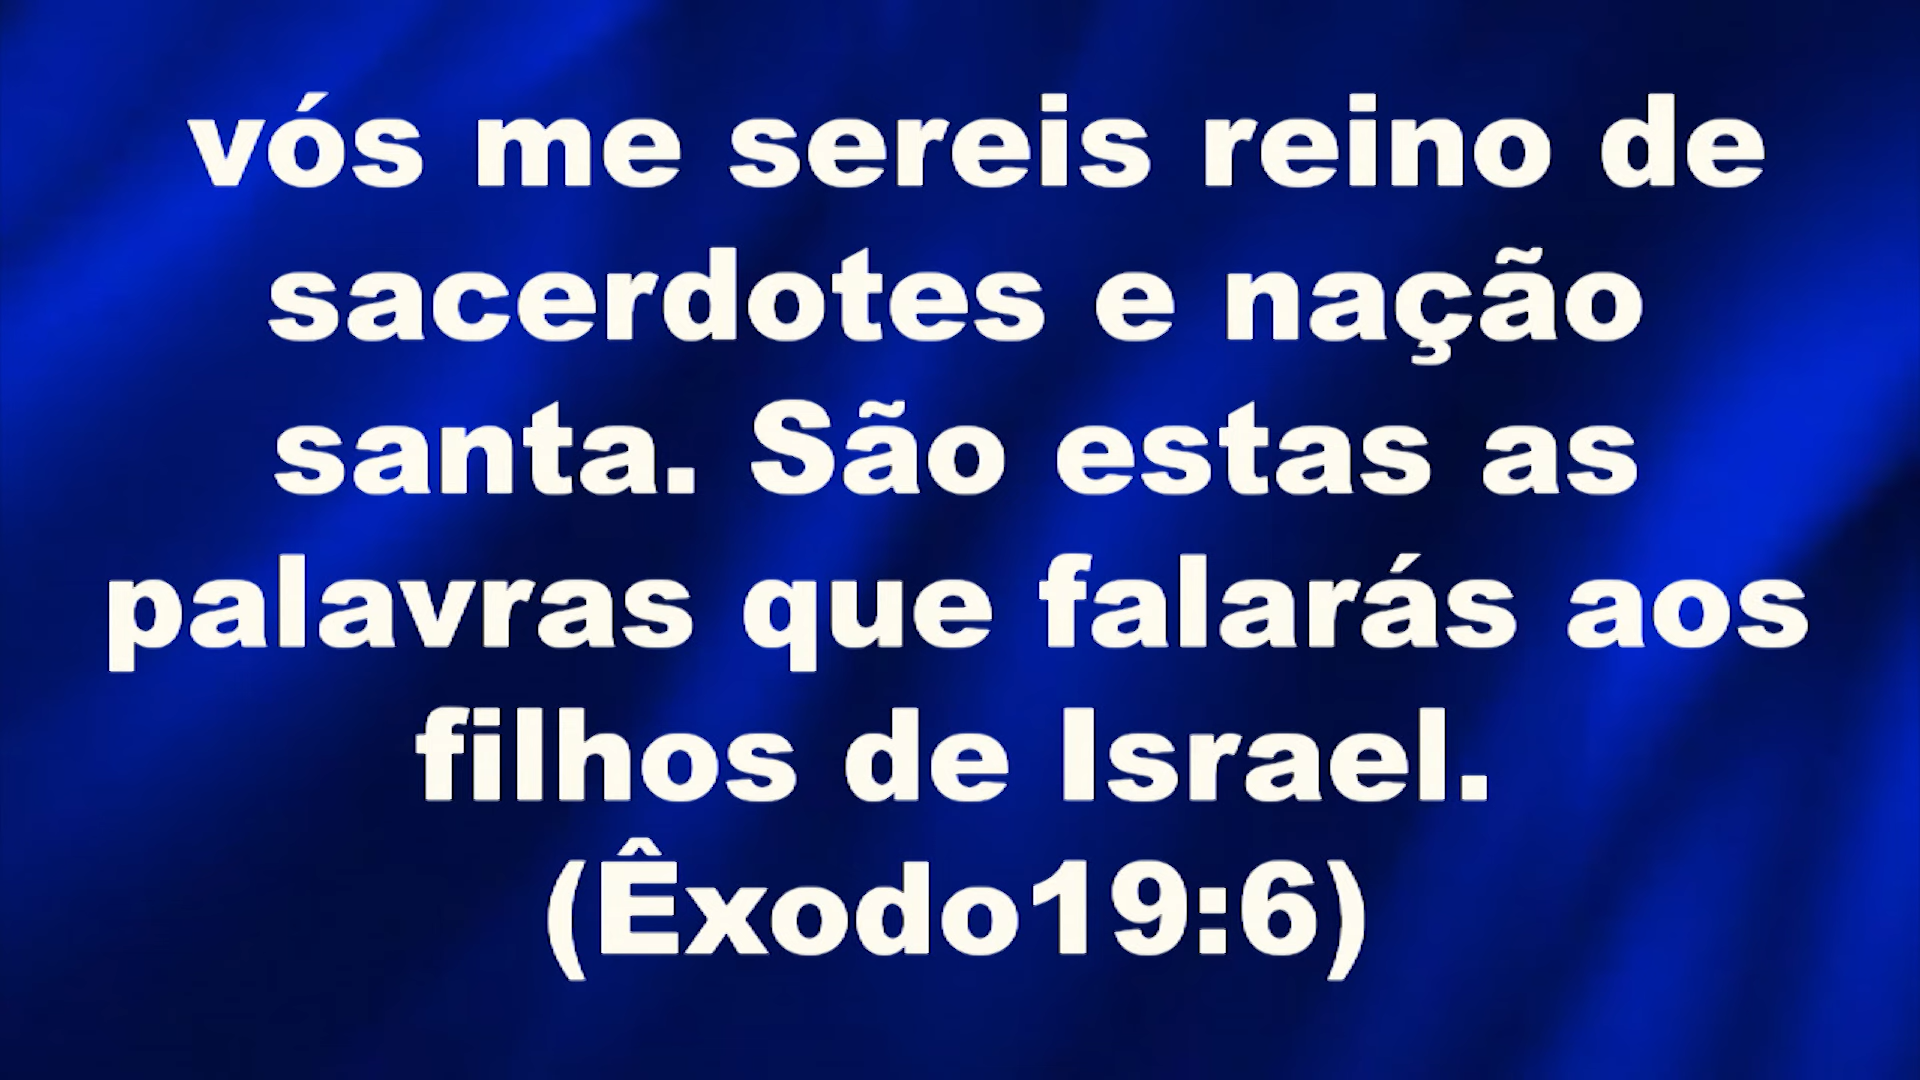 vós me sereis reino de
sacerdotes e nação
santa. São estas as
palavras que falarás aos
filhos de Israel.
(Êxodo19:6)